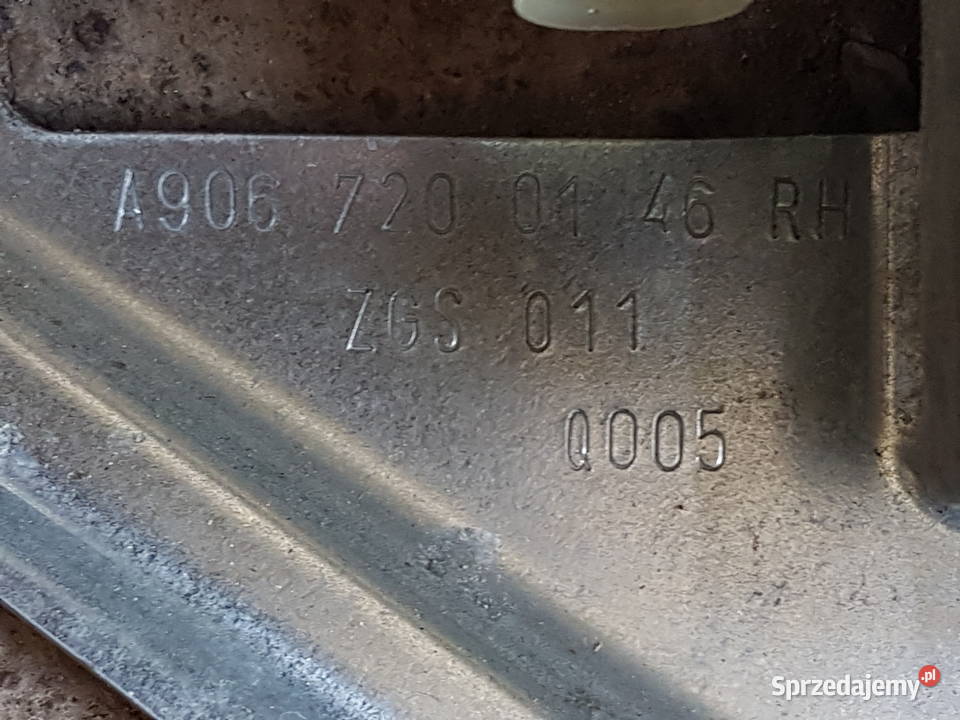 A906 720 01 46 RH
ZGS 011
Q005
Sprzedajemy.pl